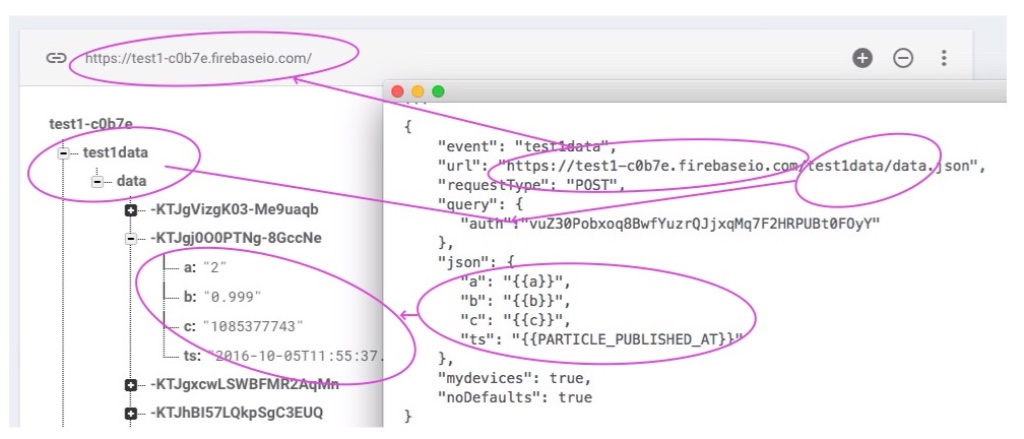 https://test1-c0b7e.firebaseio.com/
test1-c0b7e
test1data
data
-KTJgVizgK03-Me9uaqb
-KTJgj0O0PTNg-8GccNe
a: "2"
b: "0.999"
c: "1085377743"
ts: "2016-10-05T11:55:37.
-KTJgxcwLSWBFMR2AqMn
-KTJhBI57LQkpSgC3EUQ
{
"event": "test1data",
"url": "https://test1-c0b7e.firebaseio.com/test1data/data.json",
"requestType": "POST",
"query": {
"auth":"vuZ30Pobxoq8BwfYuzrQJjxqMq7F2HRPUBt0FOyY"
},
"json": {
"a": "{{a}}",
"b": "{{b}}",
"c": "{{c}}",
"ts": "{{PARTICLE_PUBLISHED_AT}}"
},
"mydevices": true,
"noDefaults": true
}